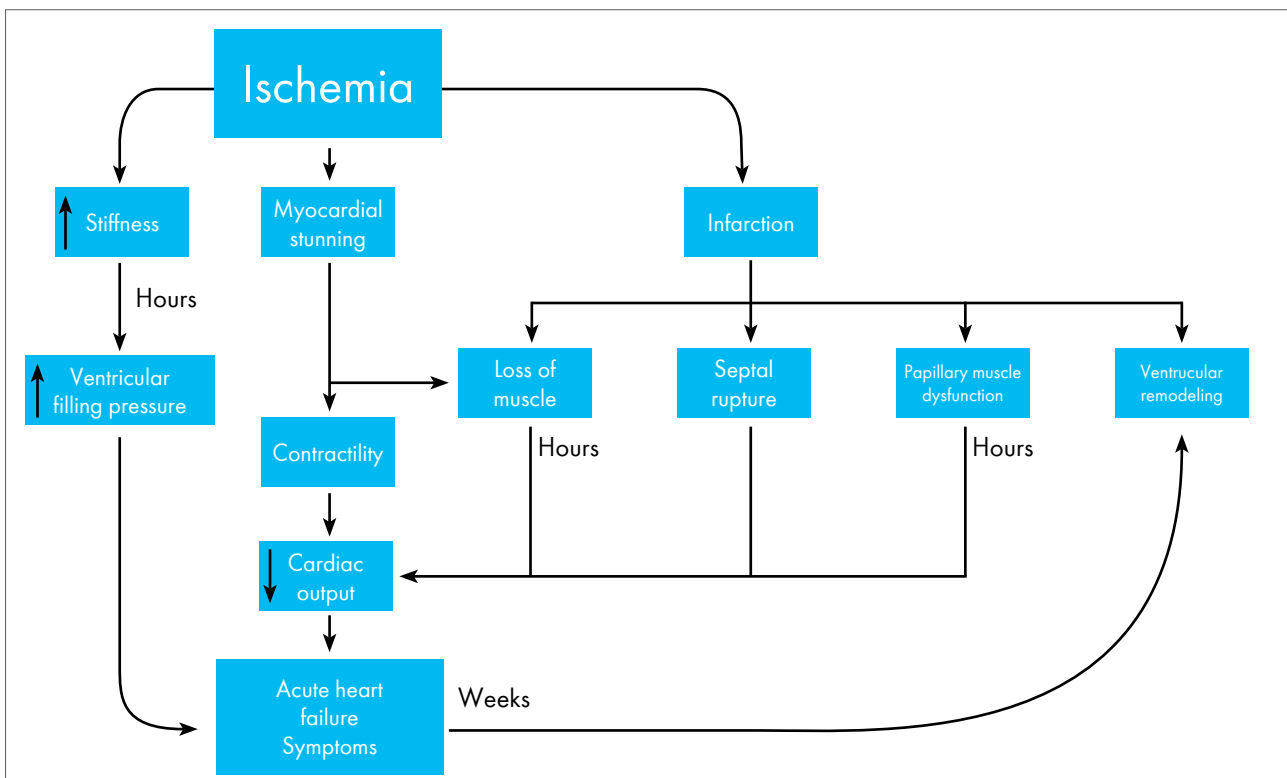 Ischemia
Stiffness
Myocardial
stunning
Infarction
Hours
Ventricular
filling pressure
Loss of
muscle
Septal
rupture
Papillary muscle
dysfunction
Ventrucular
remodeling
Hours
Hours
Contractility
Cardiac
output
Acute heart
failure
Symptoms
Weeks